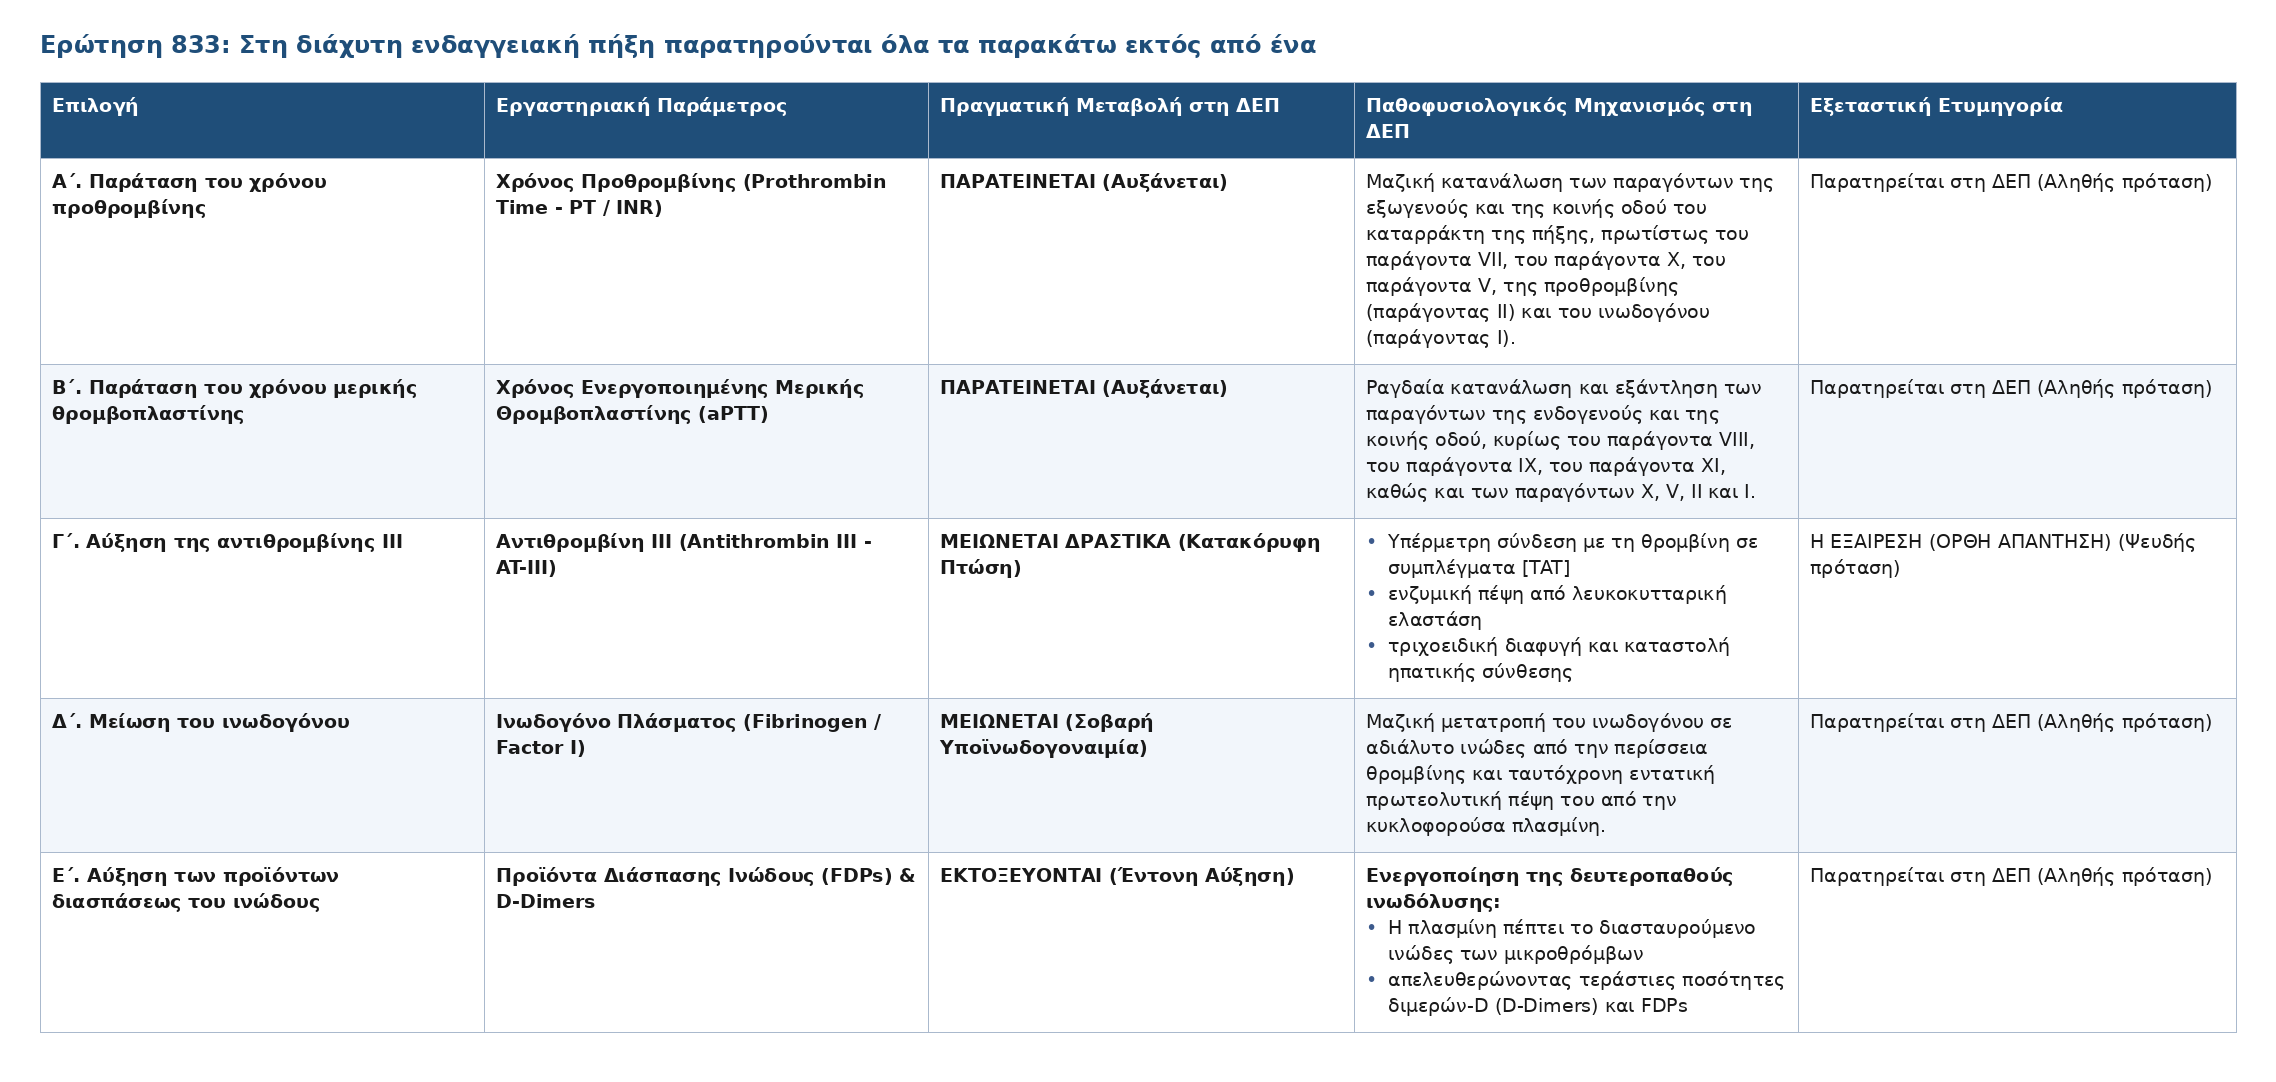 Ερώτηση 833: Στη διάχυτη ενδαγγειακή πήξη παρατηρούνται όλα τα παρακάτω εκτός από ένα
Επιλογή
Εργαστηριακή Παράμετρος
Πραγματική Μεταβολή στη ΔΕΠ
Παθοφυσιολογικός Μηχανισμός στη
ΔΕΠ
Εξεταστική Ετυμηγορία
Α΄. Παράταση του χρόνου
προθρομβίνης
Χρόνος Προθρομβίνης (Prothrombin
Time - PT / INR)
ΠΑΡΑΤΕΙΝΕΤΑΙ (Αυξάνεται)
Μαζική κατανάλωση των παραγόντων της
εξωγενούς και της κοινής οδού του
καταρράκτη της πήξης, πρωτίστως του
παράγοντα VII, του παράγοντα X, του
παράγοντα V, της προθρομβίνης
(παράγοντας II) και του ινωδογόνου
(παράγοντας I).
Παρατηρείται στη ΔΕΠ (Αληθής πρόταση)
Β΄. Παράταση του χρόνου μερικής
θρομβοπλαστίνης
Χρόνος Ενεργοποιημένης Μερικής
Θρομβοπλαστίνης (aPTT)
ΠΑΡΑΤΕΙΝΕΤΑΙ (Αυξάνεται)
Ραγδαία κατανάλωση και εξάντληση των
παραγόντων της ενδογενούς και της
κοινής οδού, κυρίως του παράγοντα VIII,
του παράγοντα IX, του παράγοντα XI,
καθώς και των παραγόντων X, V, II και I.
Παρατηρείται στη ΔΕΠ (Αληθής πρόταση)
Γ΄. Αύξηση της αντιθρομβίνης III
Αντιθρομβίνη III (Antithrombin III -
AT-III)
ΜΕΙΩΝΕΤΑΙ ΔΡΑΣΤΙΚΑ (Κατακόρυφη
Πτώση)
• Υπέρμετρη σύνδεση με τη θρομβίνη σε
συμπλέγματα [TAT]
• ενζυμική πέψη από λευκοκυτταρική
ελαστάση
• τριχοειδική διαφυγή και καταστολή
ηπατικής σύνθεσης
Η ΕΞΑΙΡΕΣΗ (ΟΡΘΗ ΑΠΑΝΤΗΣΗ) (Ψευδής
πρόταση)
Δ΄. Μείωση του ινωδογόνου
Ινωδογόνο Πλάσματος (Fibrinogen /
Factor I)
ΜΕΙΩΝΕΤΑΙ (Σοβαρή
Υποϊνωδογοναιμία)
Μαζική μετατροπή του ινωδογόνου σε
αδιάλυτο ινώδες από την περίσσεια
θρομβίνης και ταυτόχρονη εντατική
πρωτεολυτική πέψη του από την
κυκλοφορούσα πλασμίνη.
Παρατηρείται στη ΔΕΠ (Αληθής πρόταση)
Ε΄. Αύξηση των προϊόντων
διασπάσεως του ινώδους
Προϊόντα Διάσπασης Ινώδους (FDPs) &
D-Dimers
ΕΚΤΟΞΕΥΟΝΤΑΙ (Έντονη Αύξηση)
Ενεργοποίηση της δευτεροπαθούς
ινωδόλυσης:
• Η πλασμίνη πέπτει το διασταυρούμενο
ινώδες των μικροθρόμβων
• απελευθερώνοντας τεράστιες ποσότητες
διμερών-D (D-Dimers) και FDPs
Παρατηρείται στη ΔΕΠ (Αληθής πρόταση)